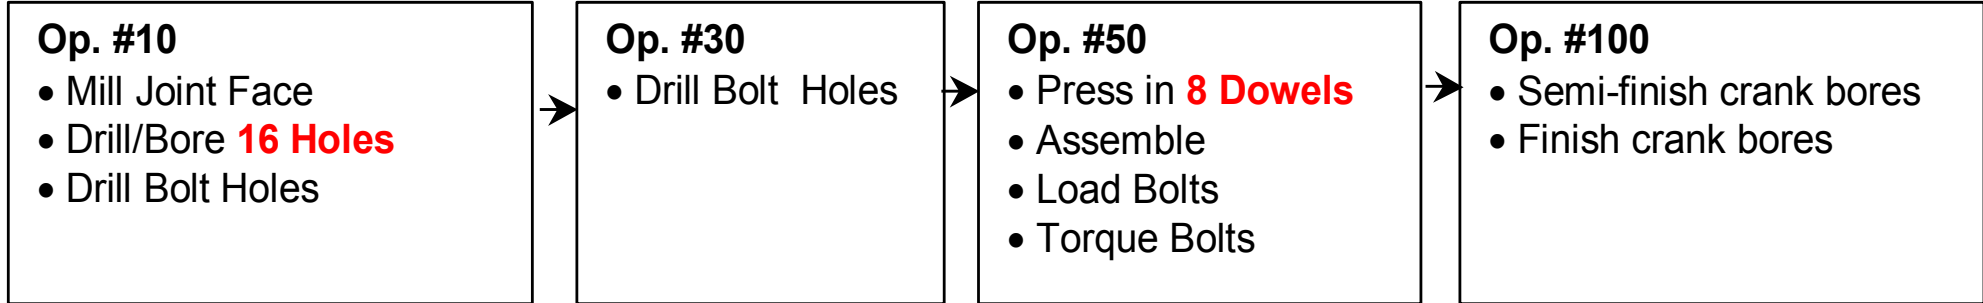 Op. #10
• Mill Joint Face
• Drill/Bore 16 Holes
• Drill Bolt Holes
Op. #30
• Drill Bolt Holes
Op. #50
• Press in 8 Dowels
• Assemble
• Load Bolts
• Torque Bolts
Op. #100
• Semi-finish crank bores
• Finish crank bores